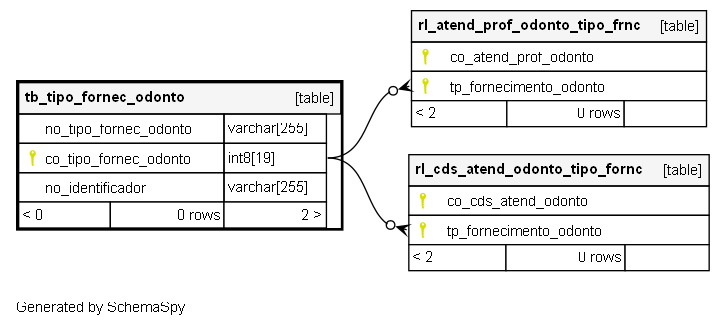 rl_atend_prof_odonto_tipo_frnc [table]
co_atend_prof_odonto
tp_fornecimento_odonto
< 2 0 rows
tb_tipo_fornec_odonto [table]
no_tipo_fornec_odonto varchar[255]
co_tipo_fornec_odonto int8[19]
no_identificador varchar[255]
< 0 0 rows 2 >
rl_cds_atend_odonto_tipo_fornc [table]
co_cds_atend_odonto
tp_fornecimento_odonto
< 2 0 rows
Generated by SchemaSpy